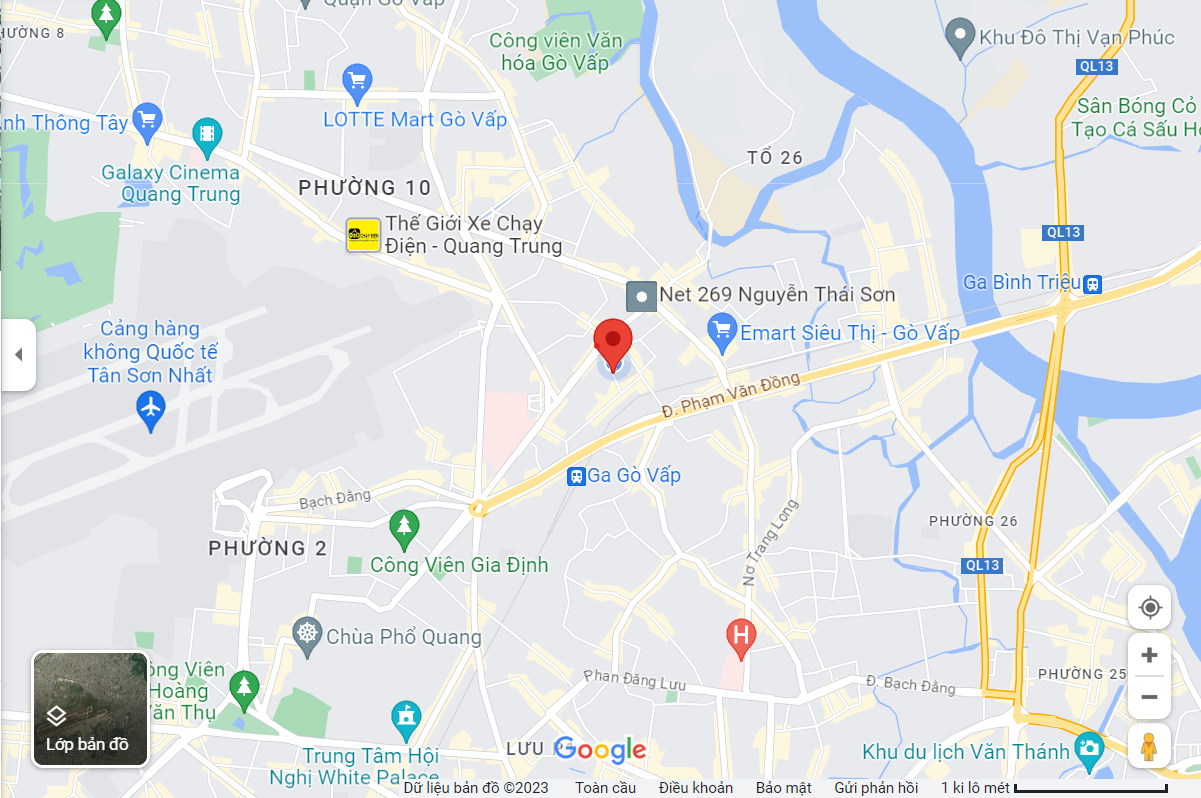 Quận Gò Vấp
PHƯỜNG 8
Công viên Văn
hóa Gò Vấp
Khu Đô Thị Vạn Phúc
QL13
LOTTE Mart Gò Vấp
nh Thông Tây
Sân Bóng Cỏ
Tạo Cá Sấu Ho
Galaxy Cinema
Quang Trung
TỔ 26
PHƯỜNG 10
Thế Giới Xe Chạy
Điện - Quang Trung
QL13
Ga Bình Triệu
Net 269 Nguyễn Thái Sơn
Emart Siêu Thị - Gò Vấp
Cảng hàng
không Quốc tế
Tân Sơn Nhất
Đ. Phạm Văn Đồng
Ga Gò Vấp
Bạch Đằng
Nơ Trang Long
PHƯỜNG 26
PHƯỜNG 2
Công Viên Gia Định
QL13
H
Chùa Phổ Quang
ông Viên
Hoàng
Văn Thụ
Phan Đăng Lưu
Đ. Bạch Đằng
PHƯỜNG 25
Lớp bản đồ
Trung Tâm Hội
Nghị White Palace
LƯU
Google
Khu du lịch Văn Thánh
Dữ liệu bản đồ ©2023 Toàn cầu Điều khoản Bảo mật Gửi phản hồi 1 ki lô mét